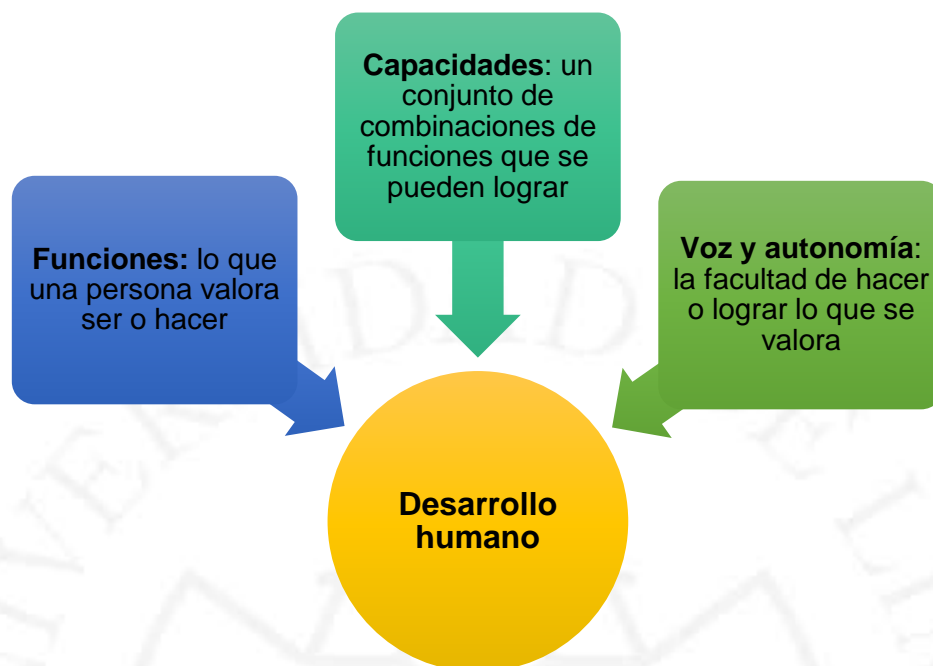 Capacidades: un
conjunto de
combinaciones de
funciones que se
pueden lograr
Funciones: lo que
una persona valora
ser o hacer
Voz y autonomía:
la facultad de hacer
o lograr lo que se
valora
Desarrollo
humano